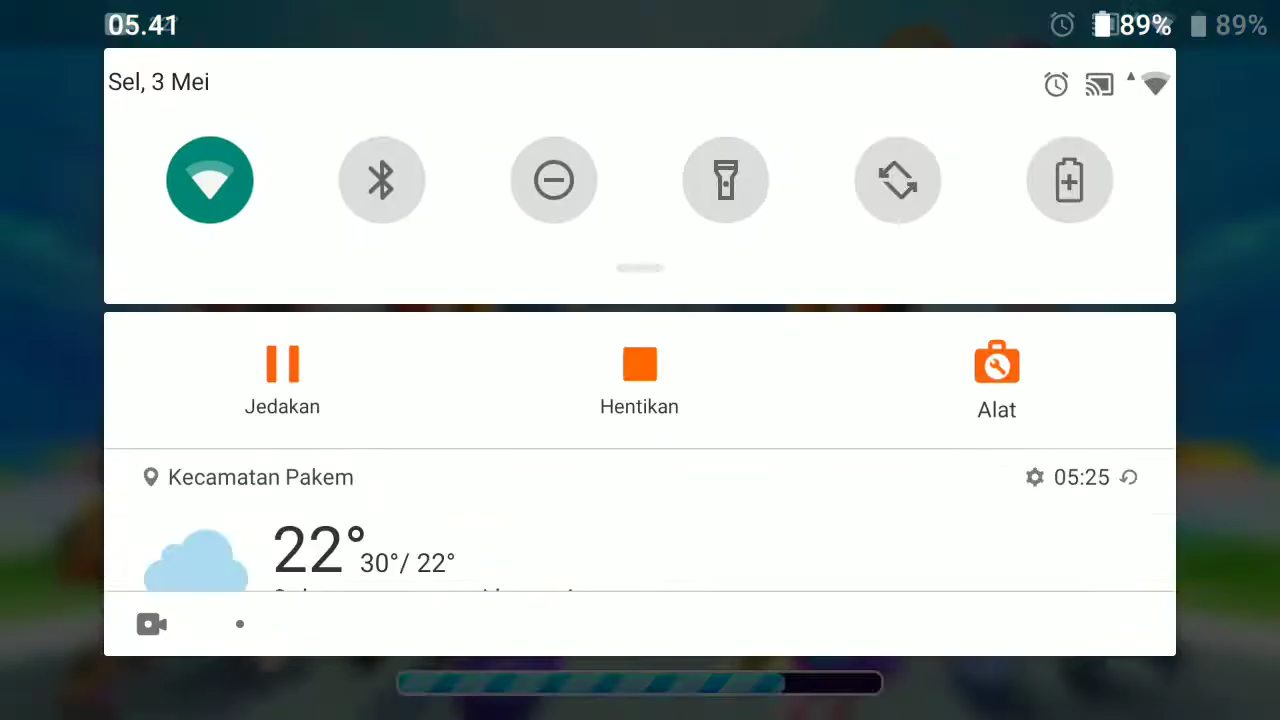 05.41 89% 89%
Sel, 3 Mei
Jedakan Hentikan Alat
Kecamatan Pakem 05:25
22° 30°/ 22°